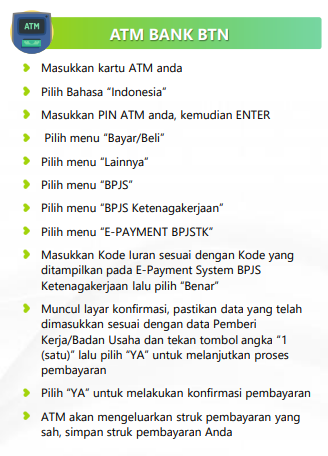 ATM
ATM BANK BTN
Masukkan kartu ATM anda
Pilih Bahasa “Indonesia”
Masukkan PIN ATM anda, kemudian ENTER
Pilih menu “Bayar/Beli”
Pilih menu “Lainnya”
Pilih menu “BPJS”
Pilih menu “BPJS Ketenagakerjaan”
Pilih menu “E-PAYMENT BPJSTK”
Masukkan Kode Iuran sesuai dengan Kode yang
ditampilkan pada E-Payment System BPJS
Ketenagakerjaan lalu pilih “Benar”
Muncul layar konfirmasi, pastikan data yang telah
dimasukkan sesuai dengan data Pemberi
Kerja/Badan Usaha dan tekan tombol angka “1
(satu)” lalu pilih “YA” untuk melanjutkan proses
pembayaran
Pilih “YA” untuk melakukan konfirmasi pembayaran
ATM akan mengeluarkan struk pembayaran yang
sah, simpan struk pembayaran Anda